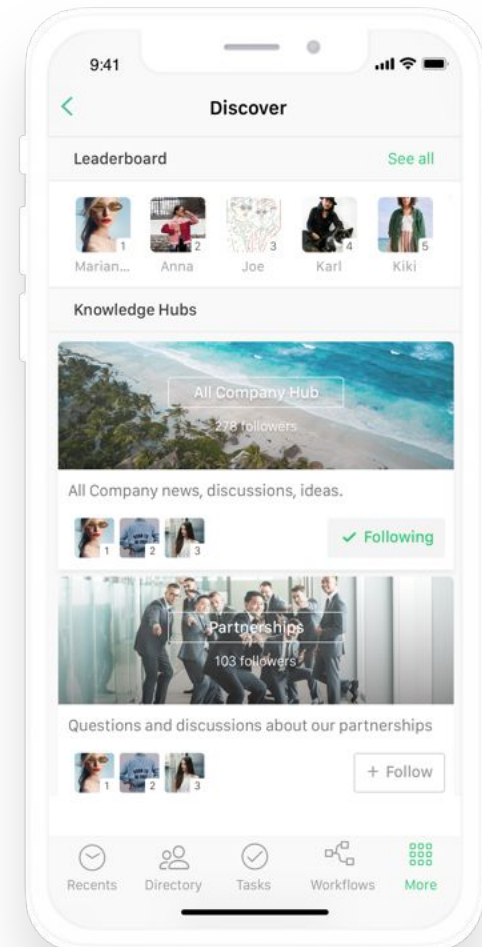 9:41
Discover
Leaderboard See all
1 2 3 4 5
Marian... Anna Joe Karl Kiki
Knowledge Hubs
All Company Hub
278 followers
All Company news, discussions, ideas.
1 2 3
Following
Partnerships
103 followers
Questions and discussions about our partnerships
1 2 3
+ Follow
Recents Directory Tasks Workflows More